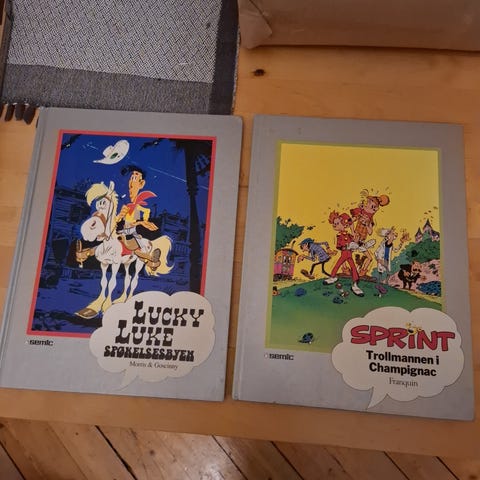 LUCKY
LUKE
SPØKELSESBYEN
Morris & Goscinny
semic
SPRINT
Trollmannen i
Champignac
Franquin
semic